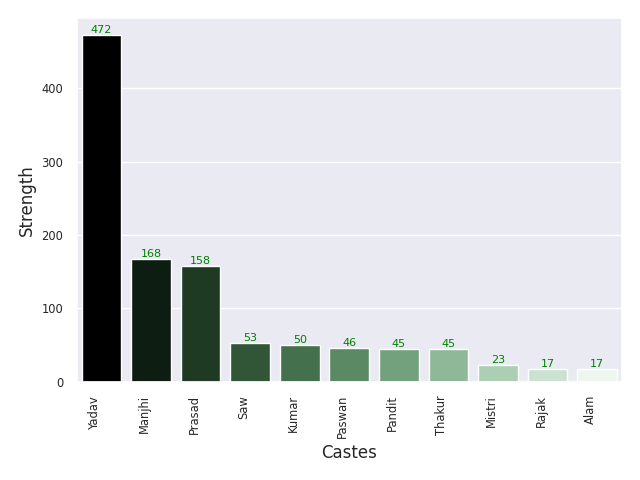 472
400
Strength
300
200
168
158
100
53
50
46
45
45
23
17
17
0
Yadav
Manjhi
Prasad
Saw
Kumar
Paswan
Pandit
Thakur
Mistri
Rajak
Alam
Castes